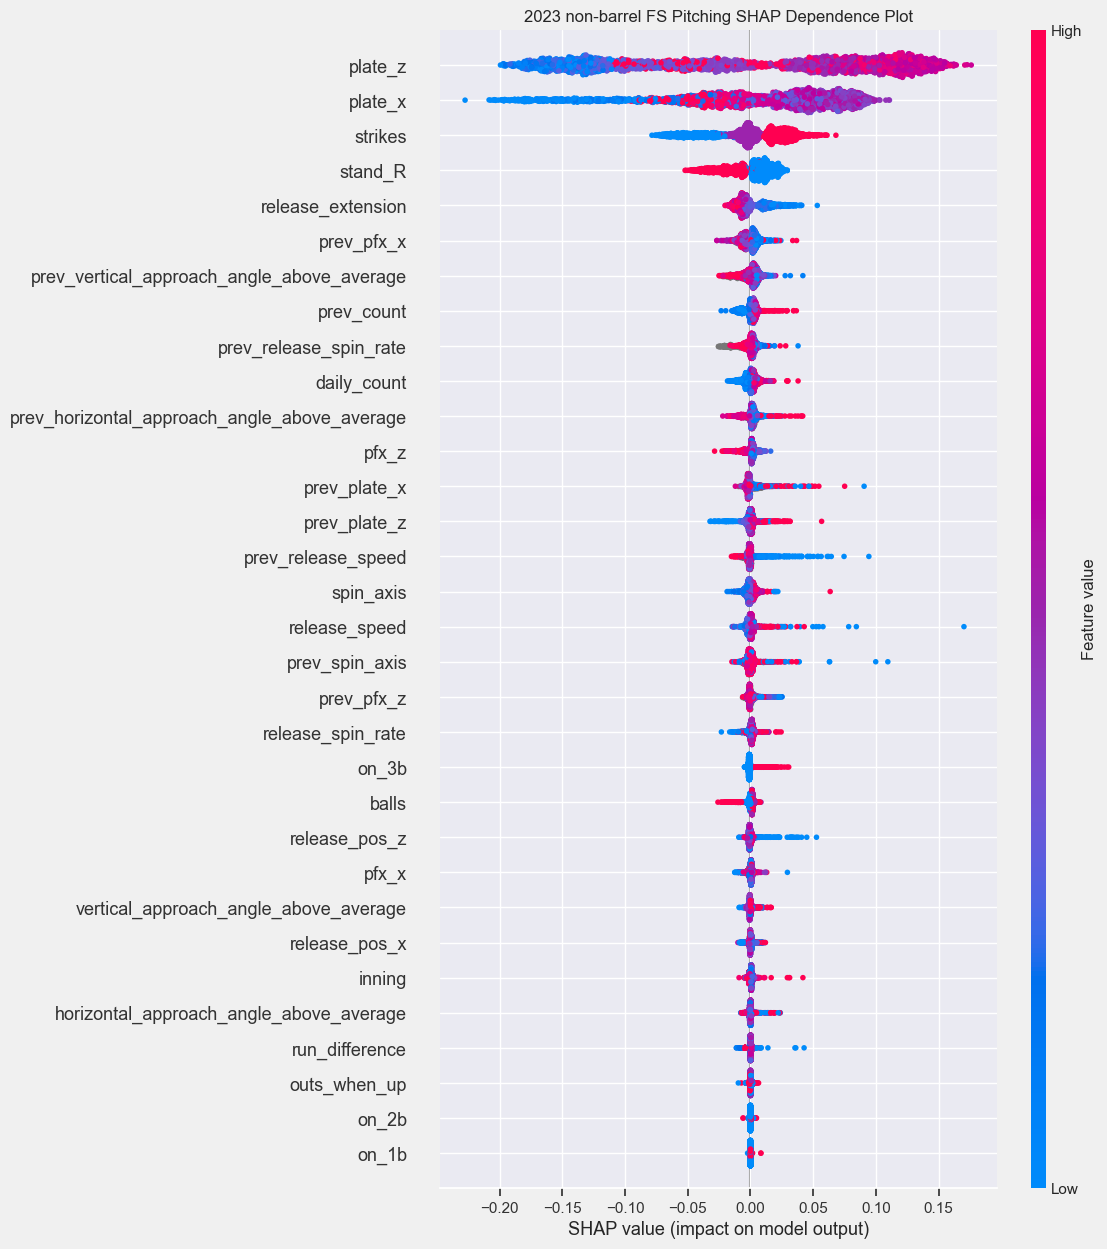 2023 non-barrel FS Pitching SHAP Dependence Plot
High
plate_z
plate_x
strikes
stand_R
release_extension
prev_pfx_x
prev_vertical_approach_angle_above_average
prev_count
prev_release_spin_rate
daily_count
prev_horizontal_approach_angle_above_average
pfx_z
prev_plate_x
prev_plate_z
prev_release_speed
spin_axis
release_speed
prev_spin_axis
prev_pfx_z
release_spin_rate
on_3b
balls
release_pos_z
pfx_x
vertical_approach_angle_above_average
release_pos_x
inning
horizontal_approach_angle_above_average
run_difference
outs_when_up
on_2b
on_1b
Feature value
Low
−0.20 −0.15 −0.10 −0.05 0.00 0.05 0.10 0.15
SHAP value (impact on model output)